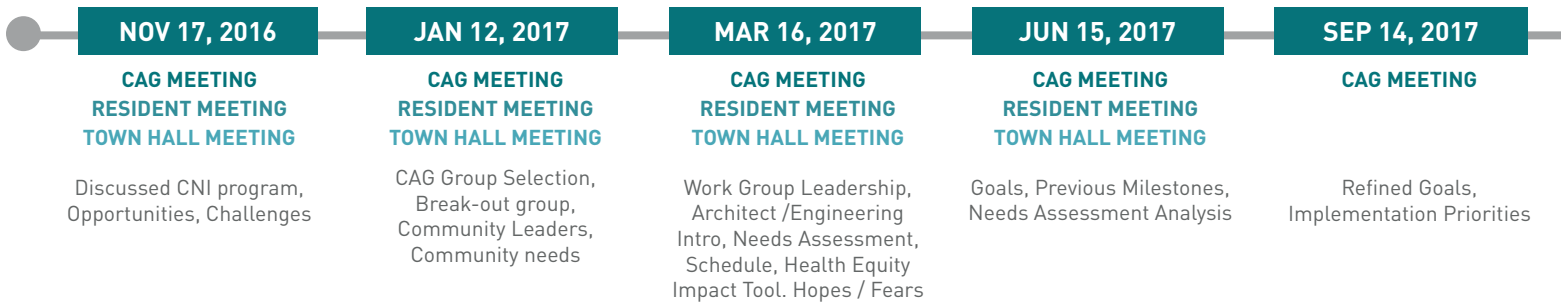 NOV 17, 2016
CAG MEETING
RESIDENT MEETING
TOWN HALL MEETING
Discussed CNI program,
Opportunities, Challenges
JAN 12, 2017
CAG MEETING
RESIDENT MEETING
TOWN HALL MEETING
CAG Group Selection,
Break-out group,
Community Leaders,
Community needs
MAR 16, 2017
CAG MEETING
RESIDENT MEETING
TOWN HALL MEETING
Work Group Leadership,
Architect /Engineering
Intro, Needs Assessment,
Schedule, Health Equity
Impact Tool. Hopes / Fears
JUN 15, 2017
CAG MEETING
RESIDENT MEETING
TOWN HALL MEETING
Goals, Previous Milestones,
Needs Assessment Analysis
SEP 14, 2017
CAG MEETING
Refined Goals,
Implementation Priorities